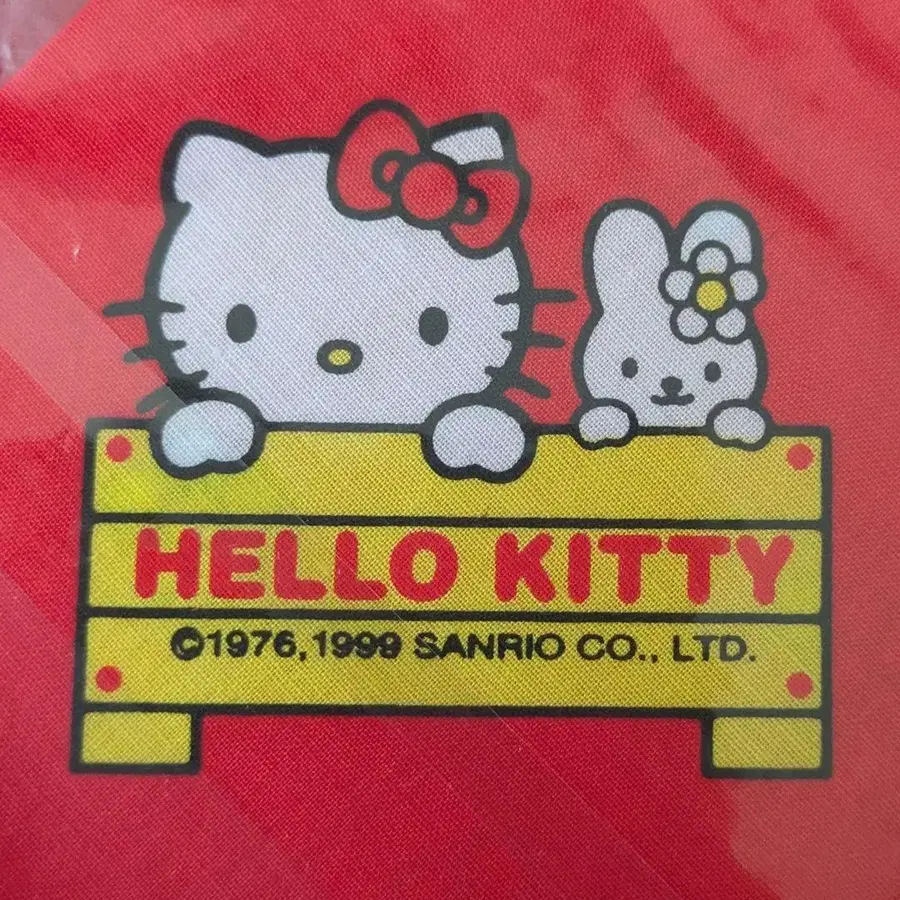 HELLO KITTY
©1976,1999 SANRIO CO., LTD.